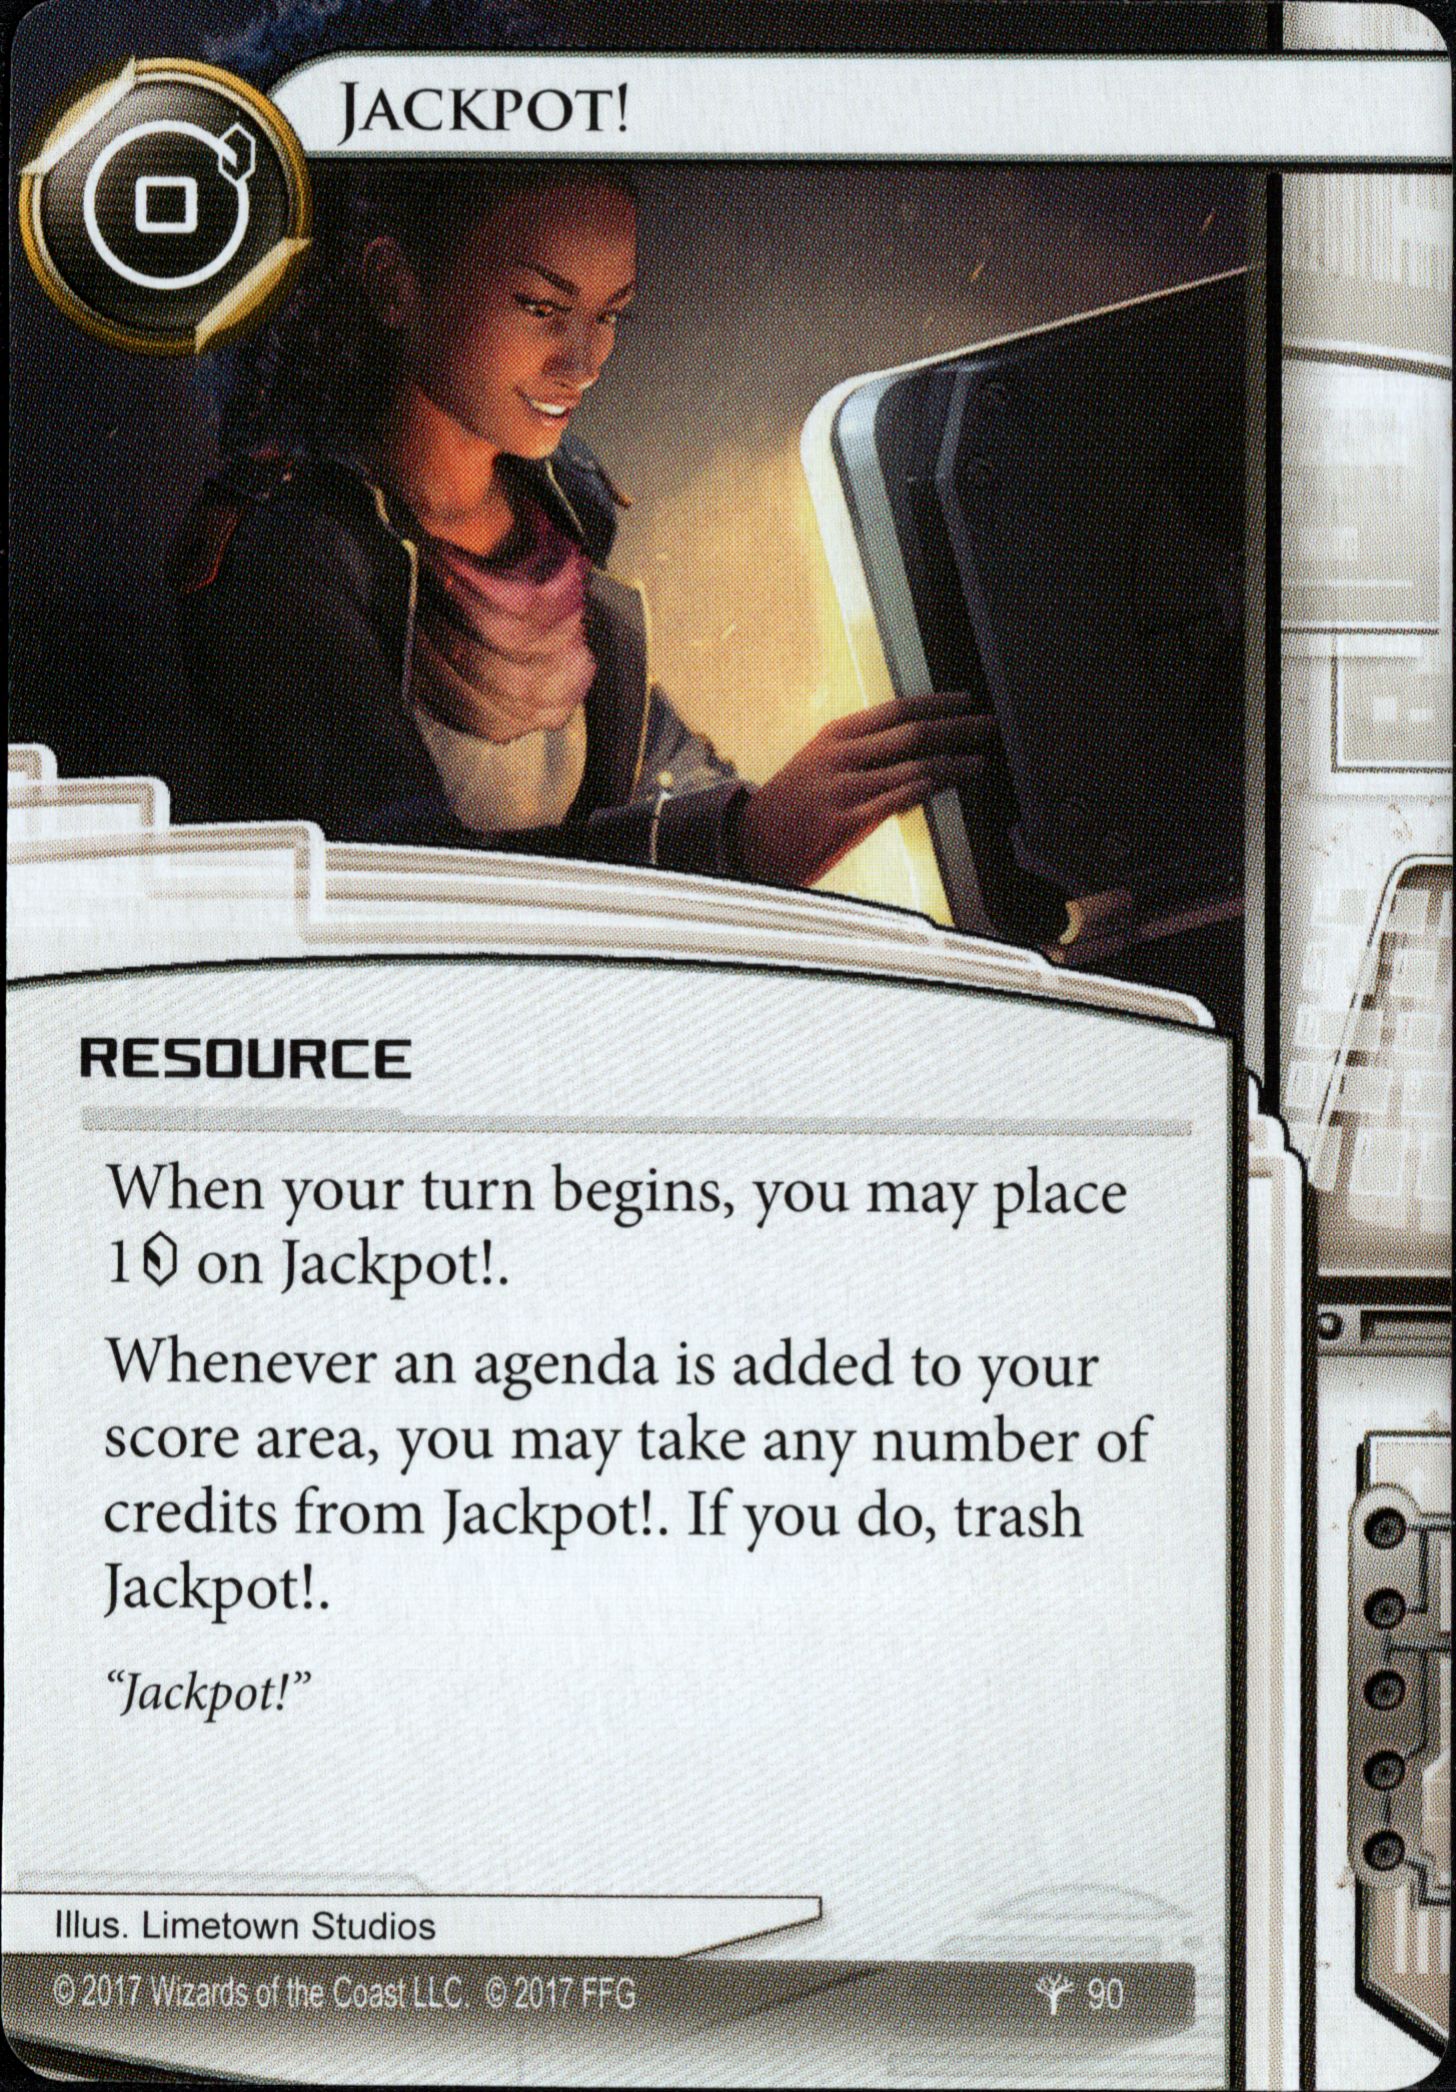 JACKPOT!
0
RESOURCE
When your turn begins, you may place
1 on Jackpot!.
Whenever an agenda is added to your
score area, you may take any number of
credits from Jackpot!. If you do, trash
Jackpot!.
“Jackpot!”
Illus. Limetown Studios
© 2017 Wizards of the Coast LLC. © 2017 FFG
90